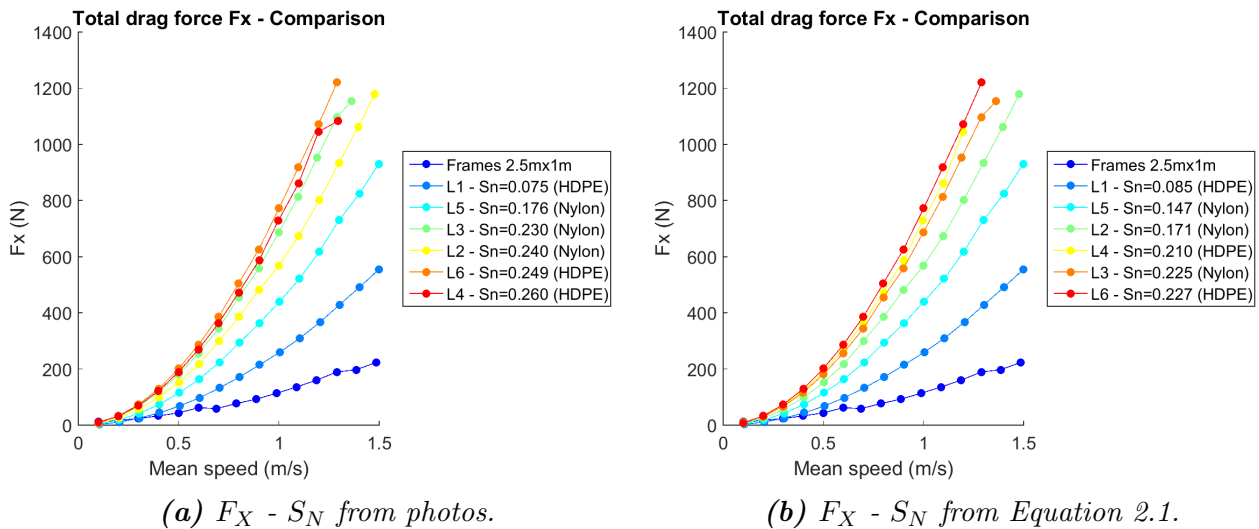 Total drag force Fx - Comparison
1400
1200
1000
800
600
400
200
0
Fx (N)
0
0.5
1
1.5
Mean speed (m/s)
Frames 2.5mx1m
L1 - Sn=0.075 (HDPE)
L5 - Sn=0.176 (Nylon)
L3 - Sn=0.230 (Nylon)
L2 - Sn=0.240 (Nylon)
L6 - Sn=0.249 (HDPE)
L4 - Sn=0.260 (HDPE)
(a) F_X - S_N from photos.
Total drag force Fx - Comparison
1400
1200
1000
800
600
400
200
0
Fx (N)
0
0.5
1
1.5
Mean speed (m/s)
Frames 2.5mx1m
L1 - Sn=0.085 (HDPE)
L5 - Sn=0.147 (Nylon)
L2 - Sn=0.171 (Nylon)
L4 - Sn=0.210 (HDPE)
L3 - Sn=0.225 (Nylon)
L6 - Sn=0.227 (HDPE)
(b) F_X - S_N from Equation 2.1.